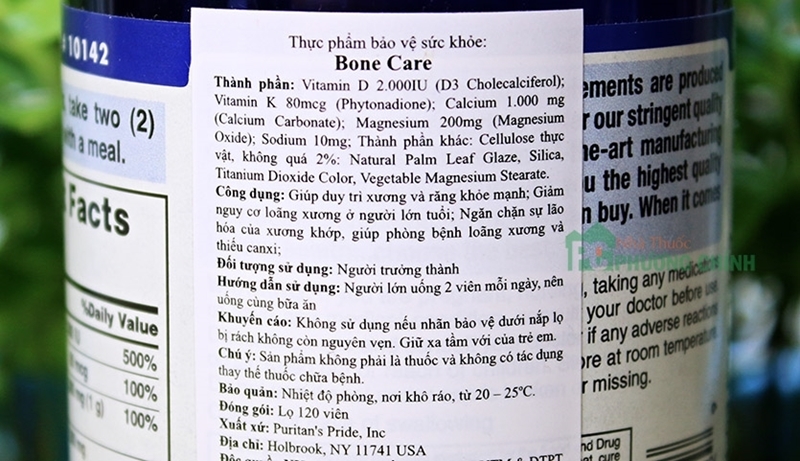 10142
take two (2)
with a meal.
Facts
%Daily Value
500%
100%
(1 g) 100%
Thực phẩm bảo vệ sức khỏe:
Bone Care
Thành phần: Vitamin D 2.000IU (D3 Cholecalciferol);
Vitamin K 80mcg (Phytonadione); Calcium 1.000 mg
(Calcium Carbonate); Magnesium 200mg (Magnesium
Oxide); Sodium 10mg; Thành phần khác: Cellulose thực
vật, không quá 2%: Natural Palm Leaf Glaze, Silica,
Titanium Dioxide Color, Vegetable Magnesium Stearate.
Công dụng: Giúp duy trì xương và răng khỏe mạnh; Giảm
nguy cơ loãng xương ở người lớn tuổi; Ngăn chặn sự lão
hóa của xương khớp, giúp phòng bệnh loãng xương và
thiếu canxi;
Đối tượng sử dụng: Người trưởng thành
Hướng dẫn sử dụng: Người lớn uống 2 viên mỗi ngày, nên
uống cùng bữa ăn
Khuyến cáo: Không sử dụng nếu nhãn bảo vệ dưới nắp lọ
bị rách không còn nguyên vẹn. Giữ xa tầm với của trẻ em.
Chú ý: Sản phẩm không phải là thuốc và không có tác dụng
thay thế thuốc chữa bệnh.
Bảo quản: Nhiệt độ phòng, nơi khô ráo, từ 20 – 25ºC.
Đóng gói: Lọ 120 viên
Xuất xứ: Puritan's Pride, Inc
Địa chỉ: Holbrook, NY 11741 USA
ements are produced
r our stringent quality
he-art manufacturing
u the highest quality
n buy. When it comes
Nhà Thuốc
PHƯƠNG CHÍNH
, taking any medica
your doctor before use
if any adverse reactions
ore at room temperature
r missing.
nd Drug
t, cure